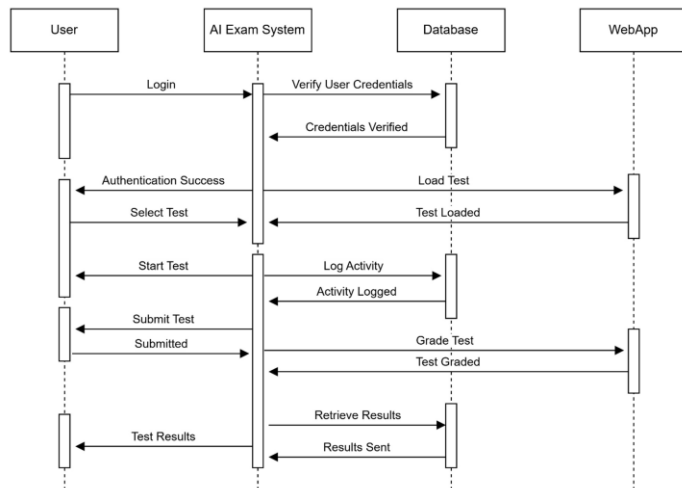 User
AI Exam System
Database
WebApp
Login
Verify User Credentials
Credentials Verified
Authentication Success
Load Test
Select Test
Test Loaded
Start Test
Log Activity
Activity Logged
Submit Test
Submitted
Grade Test
Test Graded
Retrieve Results
Test Results
Results Sent